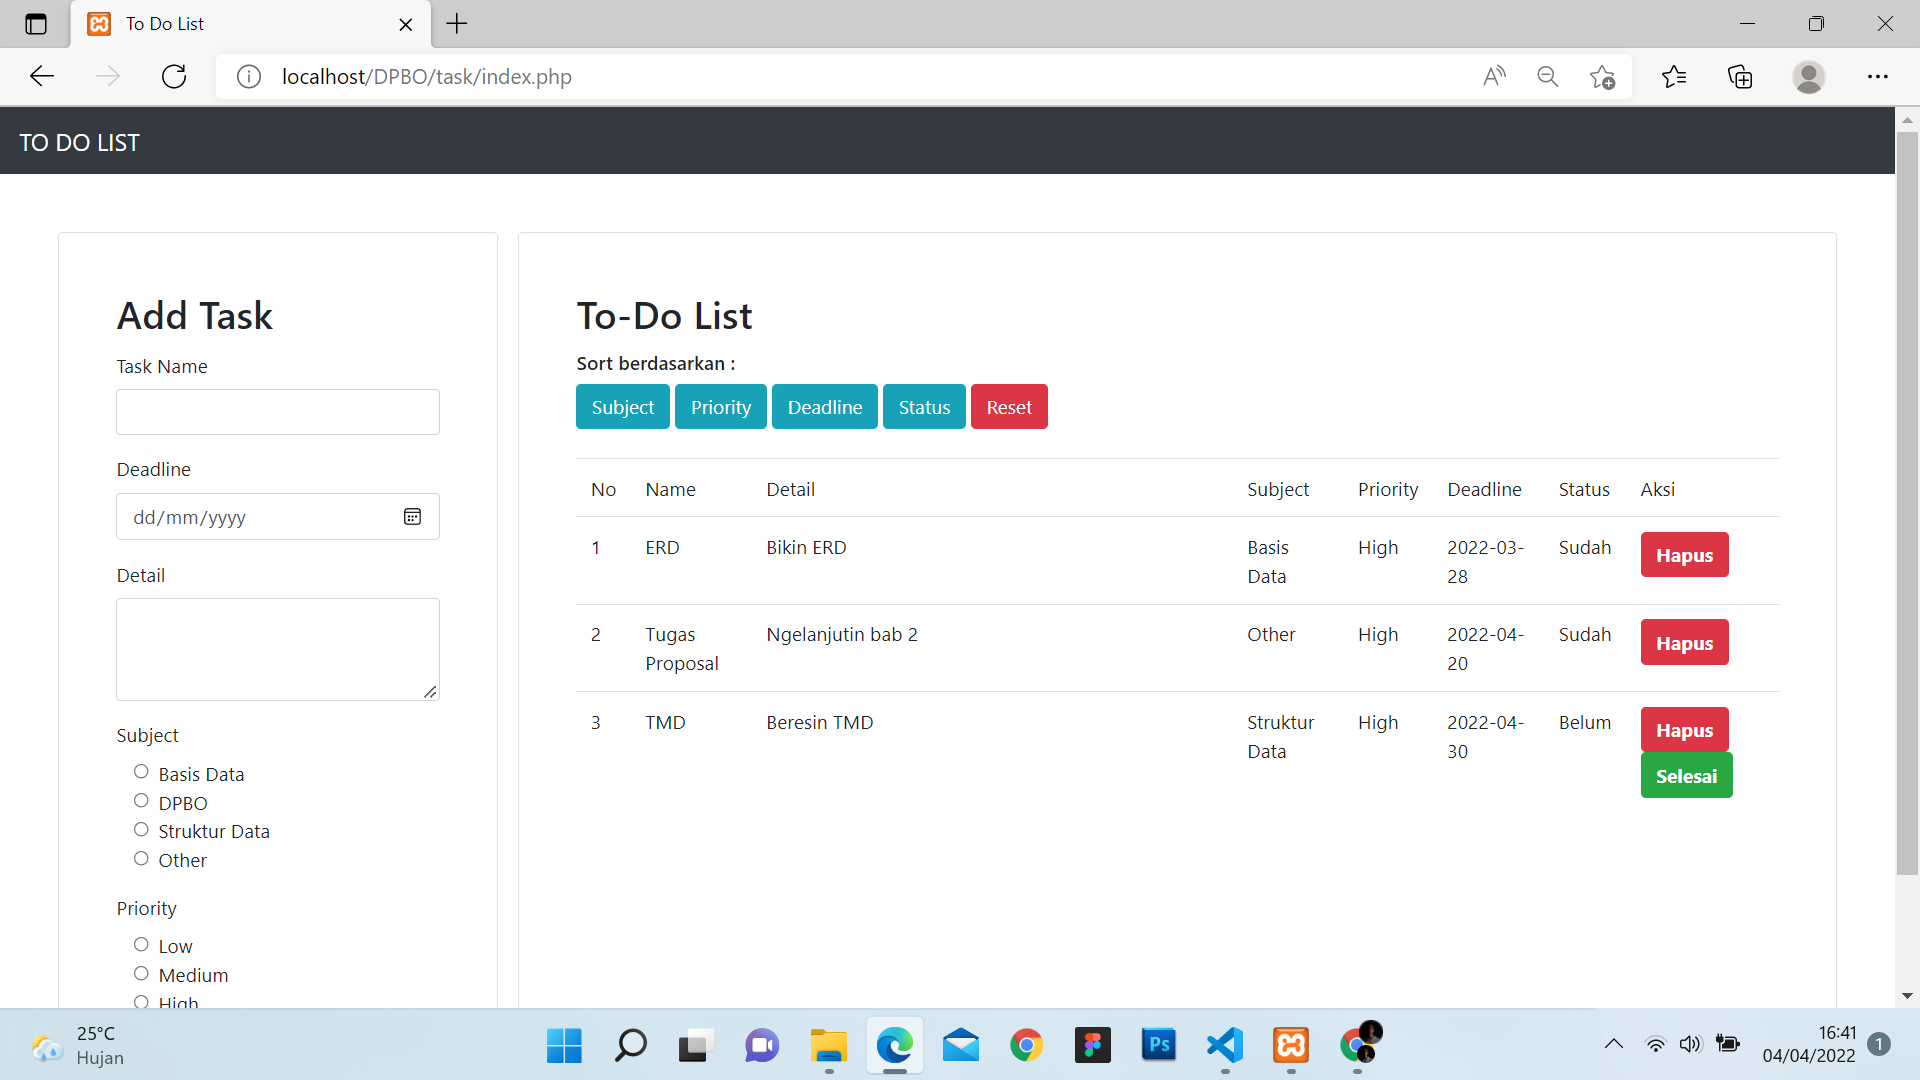 To Do List
localhost/DPBO/task/index.php
TO DO LIST
Add Task
Task Name
Deadline
dd/mm/yyyy
Detail
Subject
Basis Data
DPBO
Struktur Data
Other
Priority
Low
Medium
High
To-Do List
Sort berdasarkan :
Subject Priority Deadline Status Reset
No Name Detail Subject Priority Deadline Status Aksi
1 ERD Bikin ERD Basis Data High 2022-03-28 Sudah Hapus
2 Tugas Proposal Ngelanjutin bab 2 Other High 2022-04-20 Sudah Hapus
3 TMD Beresin TMD Struktur Data High 2022-04-30 Belum Hapus
Selesai
25°C
Hujan
Ps
16:41
04/04/2022
1